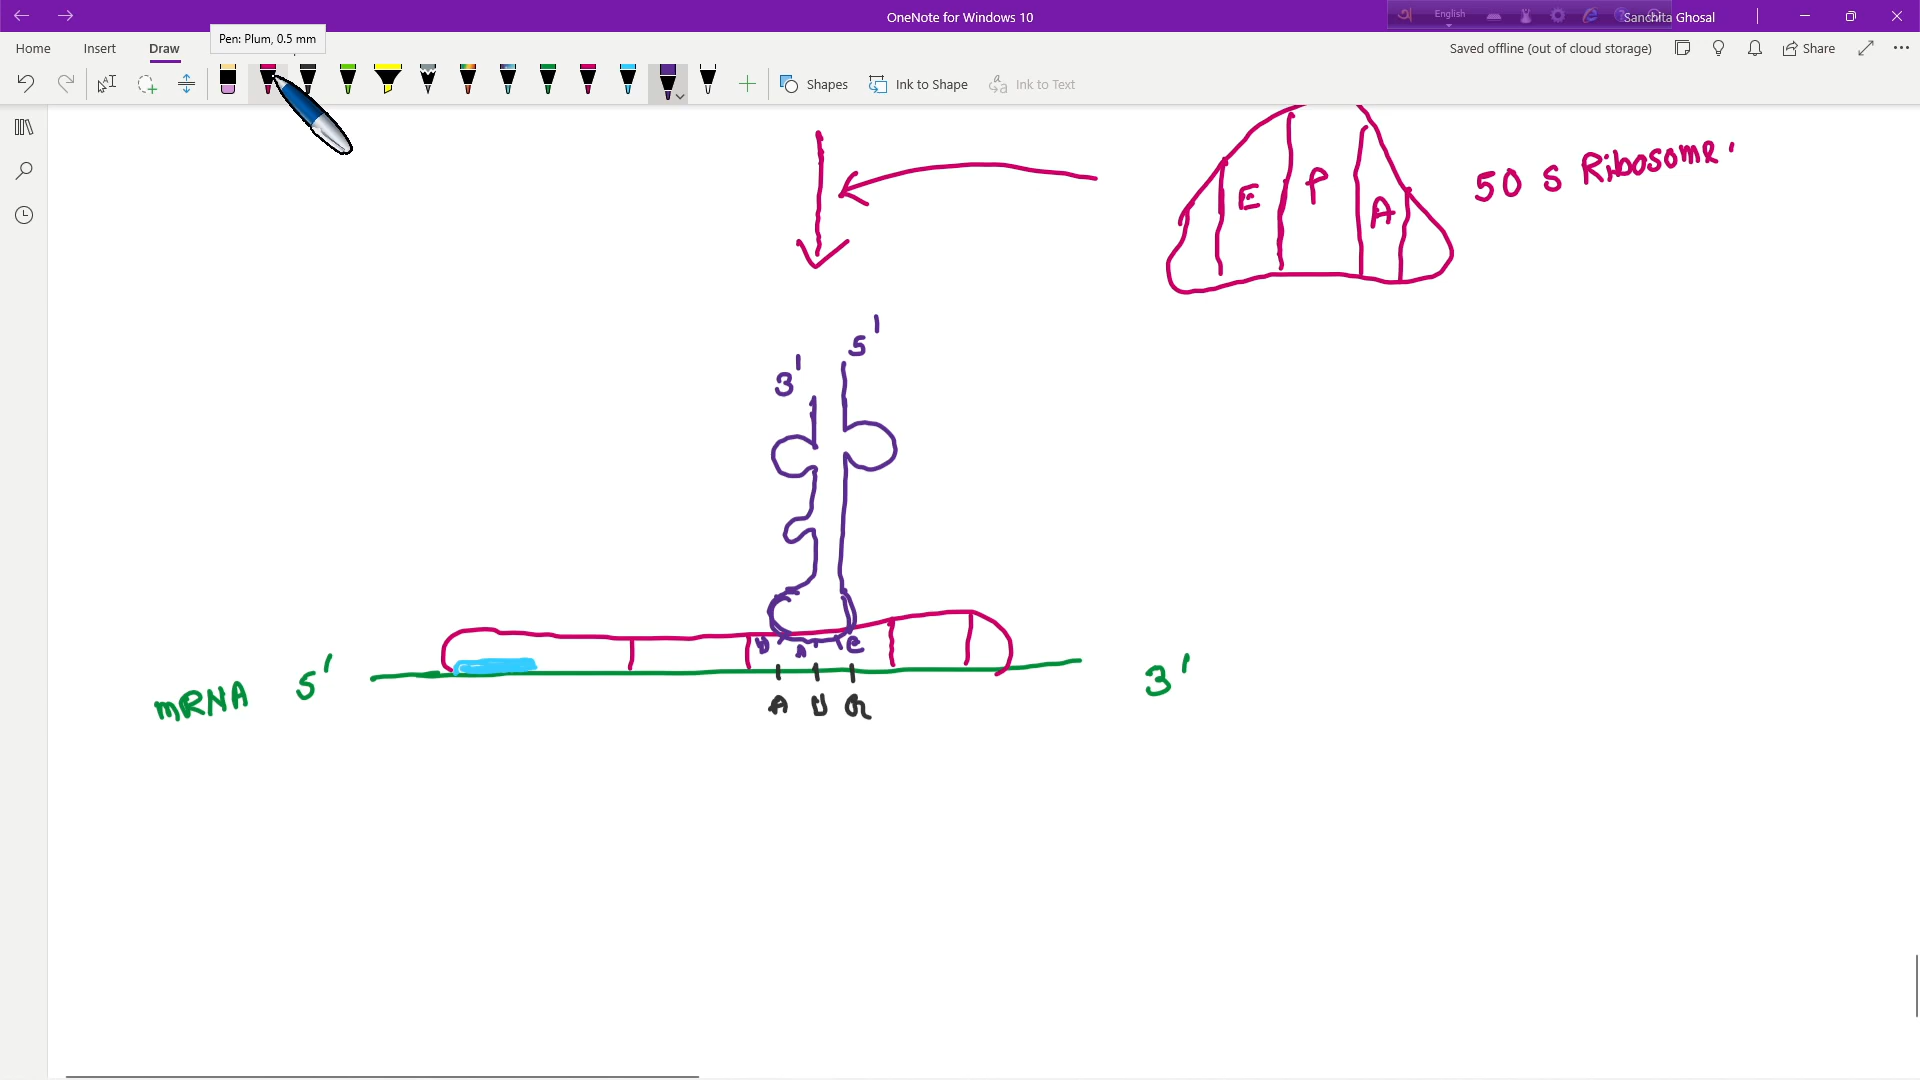 OneNote for Windows 10
English
Sanchita Ghosal
Pen: Plum, 0.5 mm
Home Insert Draw
Saved offline (out of cloud storage)
Share
Shapes
Ink to Shape
Ink to Text
E P A
50 S Ribosome
3' 5'
U A C
mRNA 5' 3'
A U G